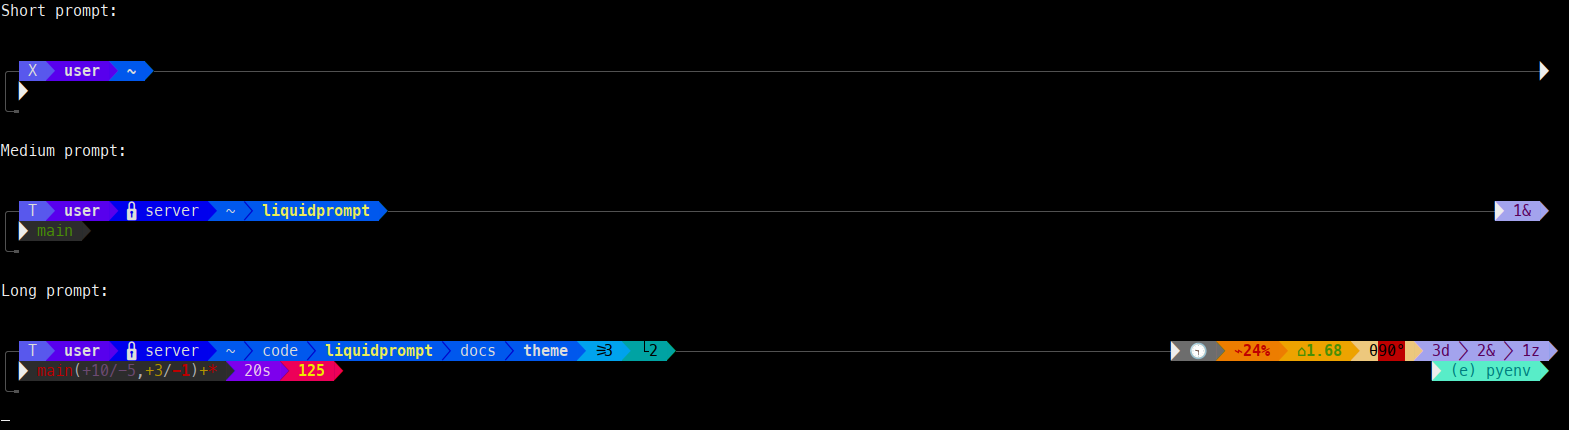 Short prompt:
X user ~
Medium prompt:
T user server ~ liquidprompt 1&
main
Long prompt:
T user server ~ code liquidprompt docs theme ≥3 └2 ⌁24% ⌂1.68 θ90° 3d 2& 1z
main(+10/-5,+3/-1)+* 20s 125 (e) pyenv
_